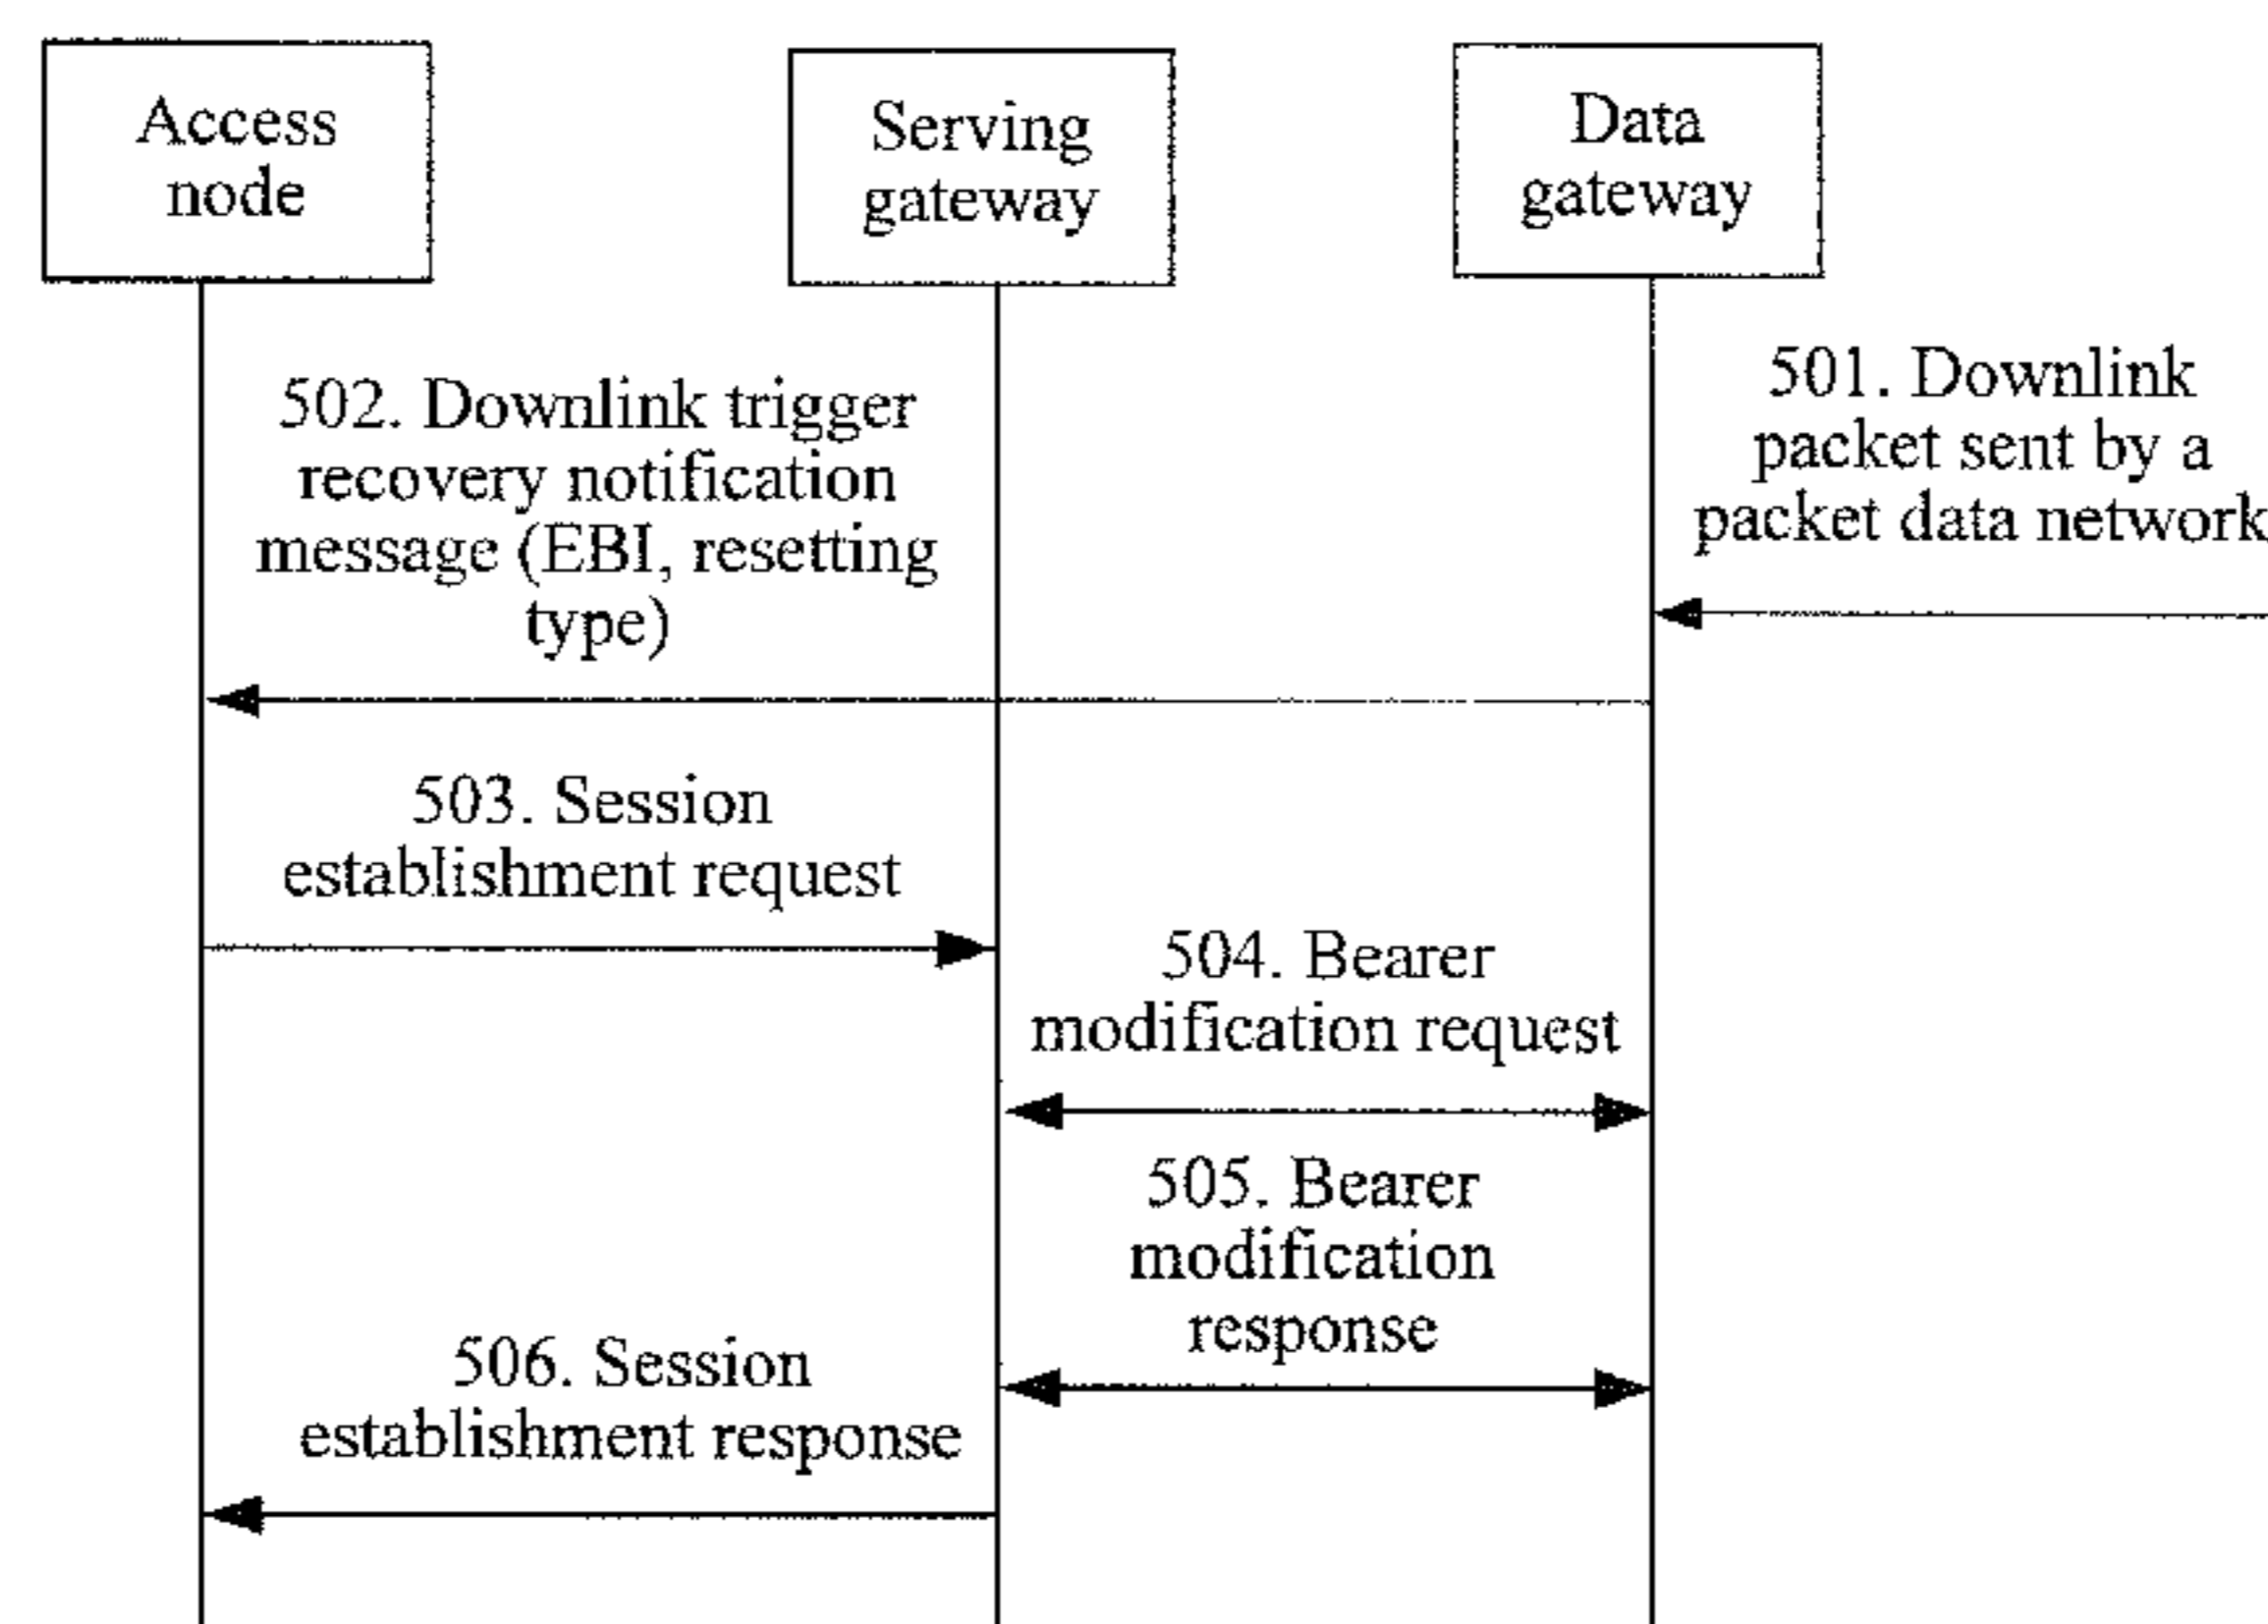 Access
node
Serving
gateway
Data
gateway
501. Downlink
packet sent by a
packet data network
502. Downlink trigger
recovery notification
message (EBI, resetting
type)
503. Session
establishment request
504. Bearer
modification request
505. Bearer
modification
response
506. Session
establishment response